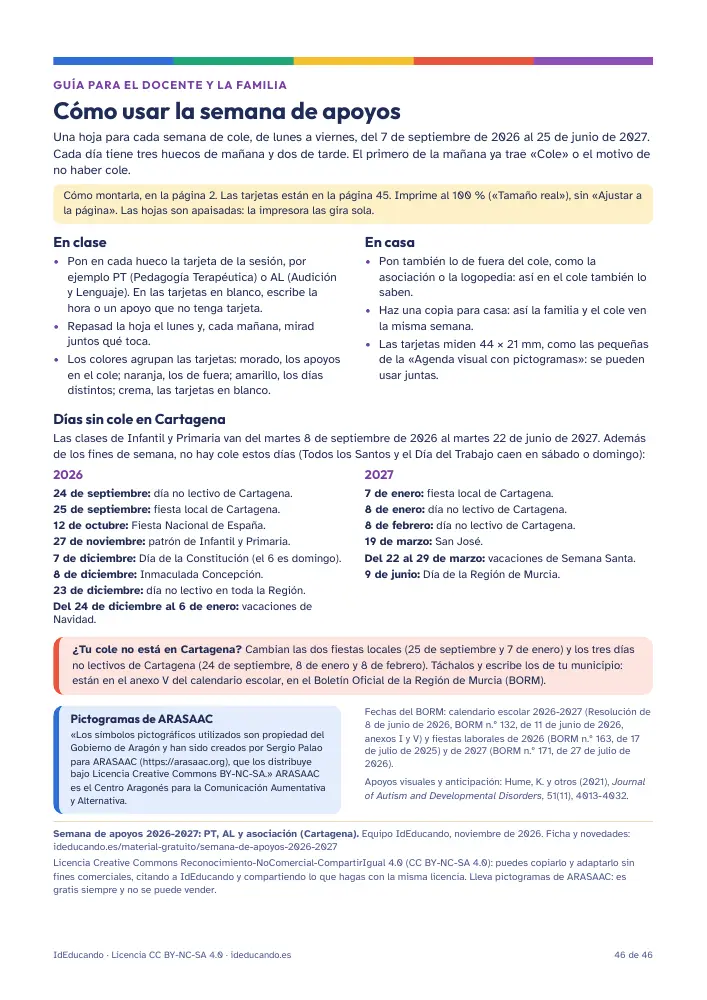 GUÍA PARA EL DOCENTE Y LA FAMILIA
Cómo usar la semana de apoyos
Una hoja para cada semana de cole, de lunes a viernes, del 7 de septiembre de 2026 al 25 de junio de 2027.
Cada día tiene tres huecos de mañana y dos de tarde. El primero de la mañana ya trae «Cole» o el motivo de
no haber cole.
Cómo montarla, en la página 2. Las tarjetas están en la página 45. Imprime al 100 % («Tamaño real»), sin «Ajustar a
la página». Las hojas son apaisadas: la impresora las gira sola.
En clase
• Pon en cada hueco la tarjeta de la sesión, por
ejemplo PT (Pedagogía Terapéutica) o AL (Audición
y Lenguaje). En las tarjetas en blanco, escribe la
hora o un apoyo que no tenga tarjeta.
• Repasad la hoja el lunes y, cada mañana, mirad
juntos qué toca.
• Los colores agrupan las tarjetas: morado, los apoyos
en el cole; naranja, los de fuera; amarillo, los días
distintos; crema, las tarjetas en blanco.
En casa
• Pon también lo de fuera del cole, como la
asociación o la logopedia: así en el cole también lo
saben.
• Haz una copia para casa: así la familia y el cole ven
la misma semana.
• Las tarjetas miden 44 × 21 mm, como las pequeñas
de la «Agenda visual con pictogramas»: se pueden
usar juntas.
Días sin cole en Cartagena
Las clases de Infantil y Primaria van del martes 8 de septiembre de 2026 al martes 22 de junio de 2027. Además
de los fines de semana, no hay cole estos días (Todos los Santos y el Día del Trabajo caen en sábado o domingo):
2026
24 de septiembre: día no lectivo de Cartagena.
25 de septiembre: fiesta local de Cartagena.
12 de octubre: Fiesta Nacional de España.
27 de noviembre: patrón de Infantil y Primaria.
7 de diciembre: Día de la Constitución (el 6 es domingo).
8 de diciembre: Inmaculada Concepción.
23 de diciembre: día no lectivo en toda la Región.
Del 24 de diciembre al 6 de enero: vacaciones de
Navidad.
2027
7 de enero: fiesta local de Cartagena.
8 de enero: día no lectivo de Cartagena.
8 de febrero: día no lectivo de Cartagena.
19 de marzo: San José.
Del 22 al 29 de marzo: vacaciones de Semana Santa.
9 de junio: Día de la Región de Murcia.
¿Tu cole no está en Cartagena? Cambian las dos fiestas locales (25 de septiembre y 7 de enero) y los tres días
no lectivos de Cartagena (24 de septiembre, 8 de enero y 8 de febrero). Táchalos y escribe los de tu municipio:
están en el anexo V del calendario escolar, en el Boletín Oficial de la Región de Murcia (BORM).
Pictogramas de ARASAAC
«Los símbolos pictográficos utilizados son propiedad del
Gobierno de Aragón y han sido creados por Sergio Palao
para ARASAAC (https://arasaac.org), que los distribuye
bajo Licencia Creative Commons BY-NC-SA.» ARASAAC
es el Centro Aragonés para la Comunicación Aumentativa
y Alternativa.
Fechas del BORM: calendario escolar 2026-2027 (Resolución de
8 de junio de 2026, BORM n.º 132, de 11 de junio de 2026,
anexos I y V) y fiestas laborales de 2026 (BORM n.º 163, de 17
de julio de 2025) y de 2027 (BORM n.º 171, de 27 de julio de
2026).
Apoyos visuales y anticipación: Hume, K. y otros (2021), Journal
of Autism and Developmental Disorders, 51(11), 4013-4032.
Semana de apoyos 2026-2027: PT, AL y asociación (Cartagena). Equipo IdEducando, noviembre de 2026. Ficha y novedades:
ideducando.es/material-gratuito/semana-de-apoyos-2026-2027
Licencia Creative Commons Reconocimiento-NoComercial-CompartirIgual 4.0 (CC BY-NC-SA 4.0): puedes copiarlo y adaptarlo sin
fines comerciales, citando a IdEducando y compartiendo lo que hagas con la misma licencia. Lleva pictogramas de ARASAAC: es
gratis siempre y no se puede vender.
IdEducando · Licencia CC BY-NC-SA 4.0 · ideducando.es
46 de 46